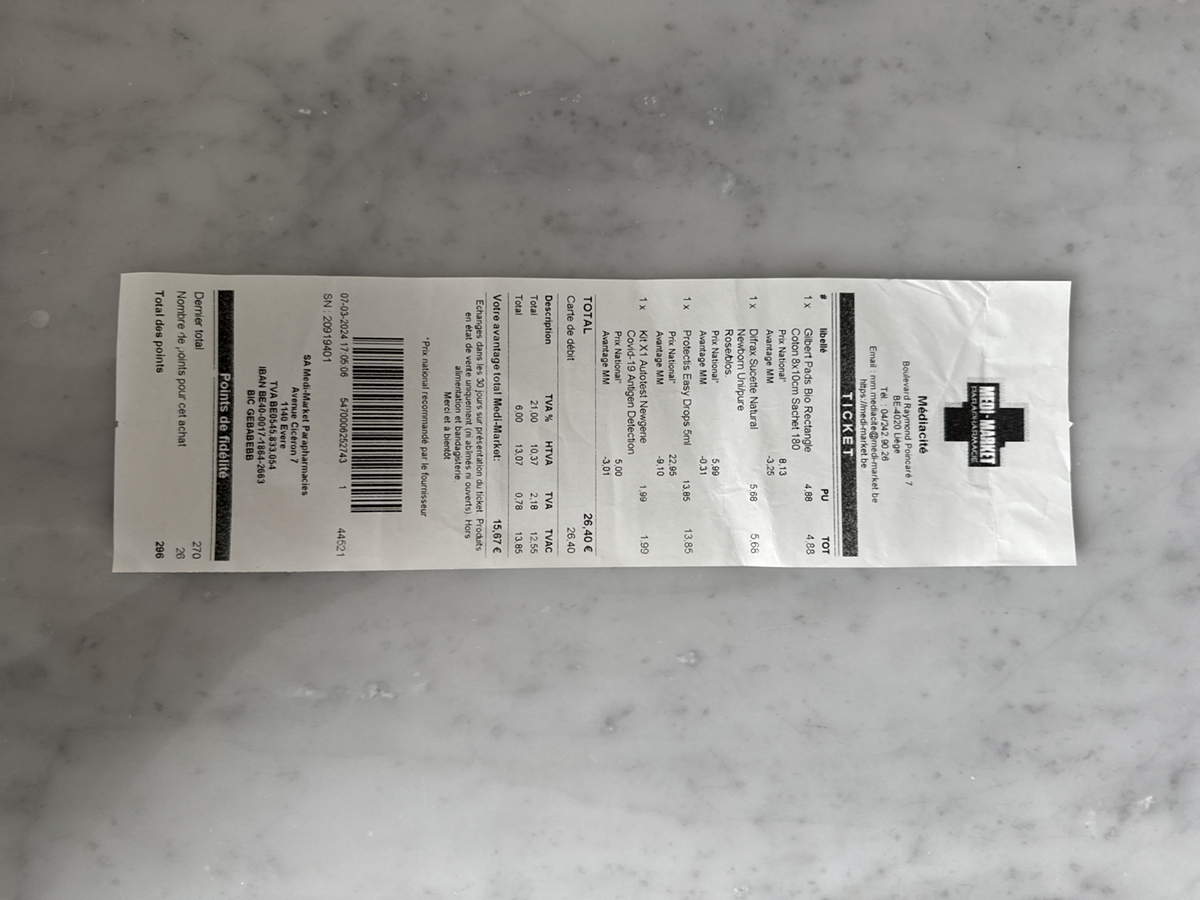 MEDI-MARKET
PARAPHARMACIE
Médiacité
Boulevard Raymond Poincaré 7
BE - 4020 Liège
Tél : 04/242 90 26
Email : mm.mediacite@medi-market.be
https://medi-market.be
TICKET
# libellé PU TOT
1 x Gilbert Pads Bio Rectangle 4,88 4,88
Coton 8x10cm Sachet 180
Prix National* 8,13
Avantage MM -3,25
1 x Difrax Sucette Natural 5,68 5,68
Newborn Uni/pure
Rose/blos
Prix National* 5,99
Avantage MM -0,31
1 x Protectis Easy Drops 5ml 13,85 13,85
Prix National* 22,95
Avantage MM -9,10
1 x Kit X1 Autotest Newgene 1,99 1,99
Covid-19 Antigen Detection
Prix National* 5,00
Avantage MM -3,01
TOTAL 26,40 €
Carte de débit 26,40
Description TVA % HTVA TVA TVAC
Total 21,00 10,37 2,18 12,55
Total 6,00 13,07 0,78 13,85
Votre avantage total Medi-Market: 15,67 €
Echanges dans les 30 jours sur présentation du ticket. Produits
en état de vente uniquement (ni abîmés ni ouverts). Hors
alimentation et bandagisterie.
Merci et à bientôt
*Prix national recommandé par le fournisseur
07-03-2024 17:05:06 5470006252743 1 44521
SN : 20919401
SA Medi-Market Parapharmacies
Avenue Cicéron 7
1140 Evere
TVA BE0545.833.054
IBAN BE40-0017-1884-2663
BIC GEBABEBB
Points de fidélité
Dernier total 270
Nombre de points pour cet achat 26
Total des points 296